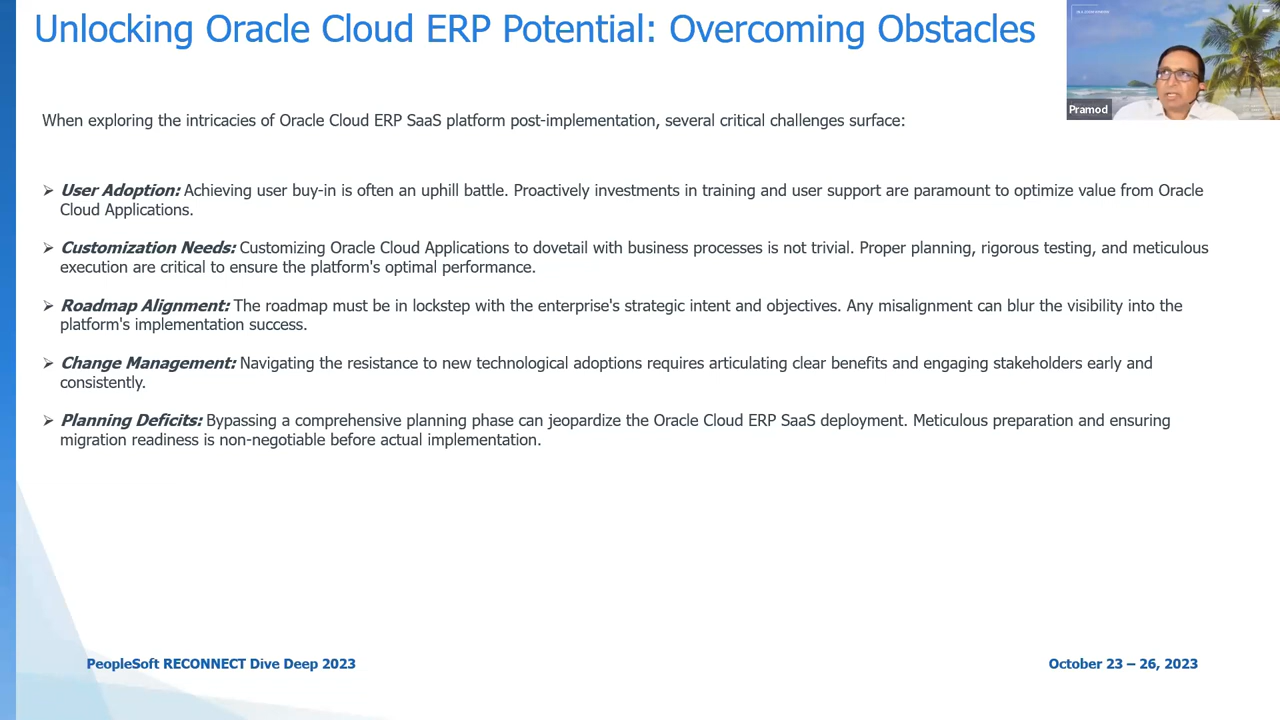 Unlocking Oracle Cloud ERP Potential: Overcoming Obstacles
Pramod
When exploring the intricacies of Oracle Cloud ERP SaaS platform post-implementation, several critical challenges surface:
➢ User Adoption: Achieving user buy-in is often an uphill battle. Proactively investments in training and user support are paramount to optimize value from Oracle
Cloud Applications.
➢ Customization Needs: Customizing Oracle Cloud Applications to dovetail with business processes is not trivial. Proper planning, rigorous testing, and meticulous
execution are critical to ensure the platform's optimal performance.
➢ Roadmap Alignment: The roadmap must be in lockstep with the enterprise's strategic intent and objectives. Any misalignment can blur the visibility into the
platform's implementation success.
➢ Change Management: Navigating the resistance to new technological adoptions requires articulating clear benefits and engaging stakeholders early and
consistently.
➢ Planning Deficits: Bypassing a comprehensive planning phase can jeopardize the Oracle Cloud ERP SaaS deployment. Meticulous preparation and ensuring
migration readiness is non-negotiable before actual implementation.
PeopleSoft RECONNECT Dive Deep 2023
October 23 – 26, 2023